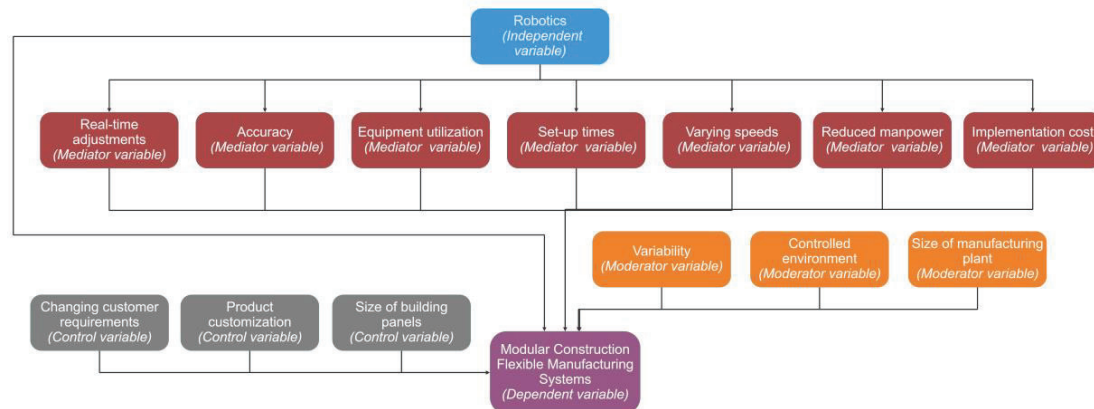 Robotics
(Independent
variable)
Real-time
adjustments
(Mediator variable)
Accuracy
(Mediator variable)
Equipment utilization
(Mediator  variable)
Set-up times
(Mediator variable)
Varying speeds
(Mediator variable)
Reduced manpower
(Mediator  variable)
Implementation cost
(Mediator  variable)
Variability
(Moderator variable)
Controlled
environment
(Moderator variable)
Size of manufacturing
plant
(Moderator variable)
Changing customer
requirements
(Control variable)
Product
customization
(Control variable)
Size of building
panels
(Control variable)
Modular Construction
Flexible Manufacturing
Systems
(Dependent variable)